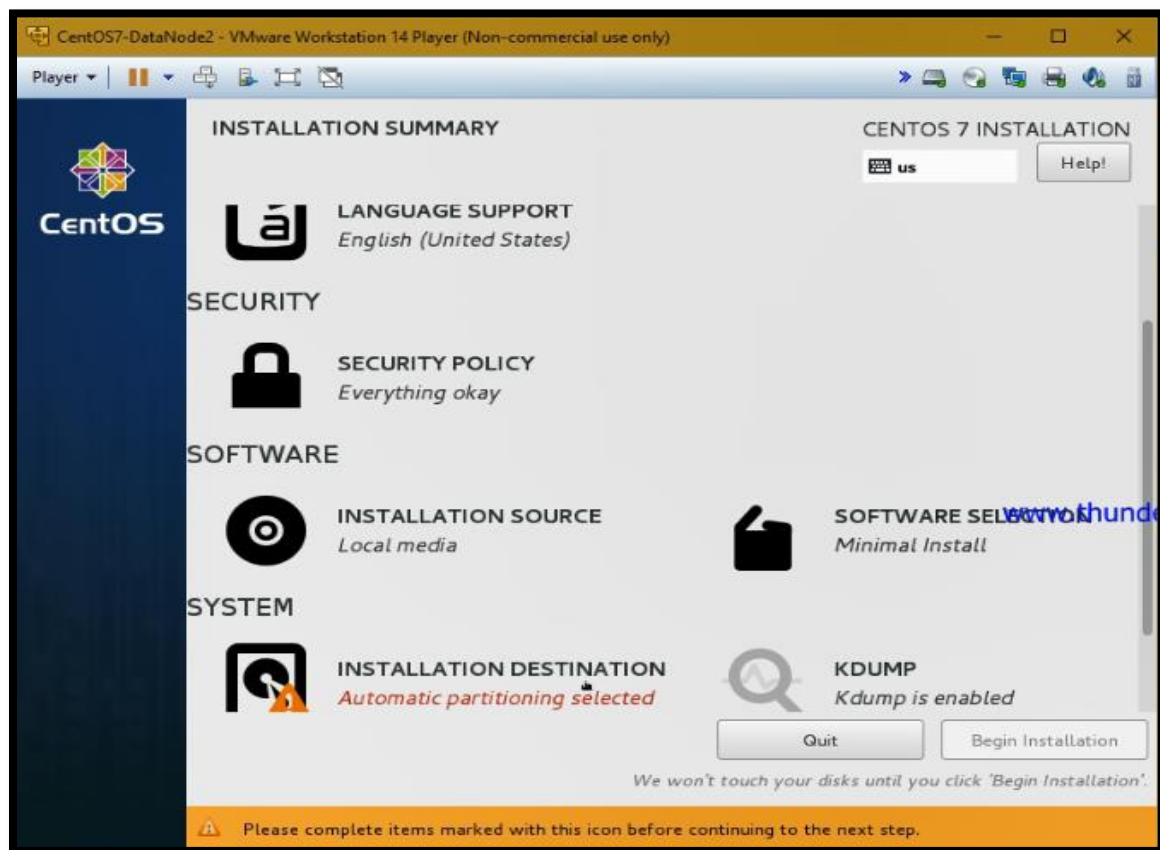 CentOS7-DataNode2 - VMware Workstation 14 Player (Non-commercial use only)
Player
INSTALLATION SUMMARY
CENTOS 7 INSTALLATION
us
Help!
CentOS
á
LANGUAGE SUPPORT
English (United States)
SECURITY
SECURITY POLICY
Everything okay
SOFTWARE
INSTALLATION SOURCE
Local media
SOFTWARE SELECTION
Minimal Install
www.thunde
SYSTEM
INSTALLATION DESTINATION
Automatic partitioning selected
KDUMP
Kdump is enabled
Quit
Begin Installation
We won't touch your disks until you click 'Begin Installation'.
Please complete items marked with this icon before continuing to the next step.